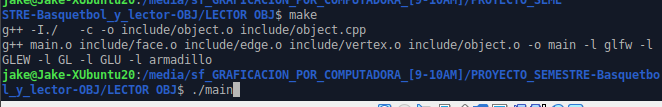 jake@Jake-XUbuntu20:/media/sf_GRAFICACION_POR_COMPUTADORA_[9-10AM]/PROYECTO_SEME
STRE-Basquetbol_y_lector-OBJ/LECTOR OBJ$ make
g++ -I./   -c -o include/object.o include/object.cpp
g++ main.o include/face.o include/edge.o include/vertex.o include/object.o -o main -l glfw -l
GLEW -l GL -l GLU -l armadillo
jake@Jake-XUbuntu20:/media/sf_GRAFICACION_POR_COMPUTADORA_[9-10AM]/PROYECTO_SEMESTRE-Basquetbo
l_y_lector-OBJ/LECTOR OBJ$ ./main